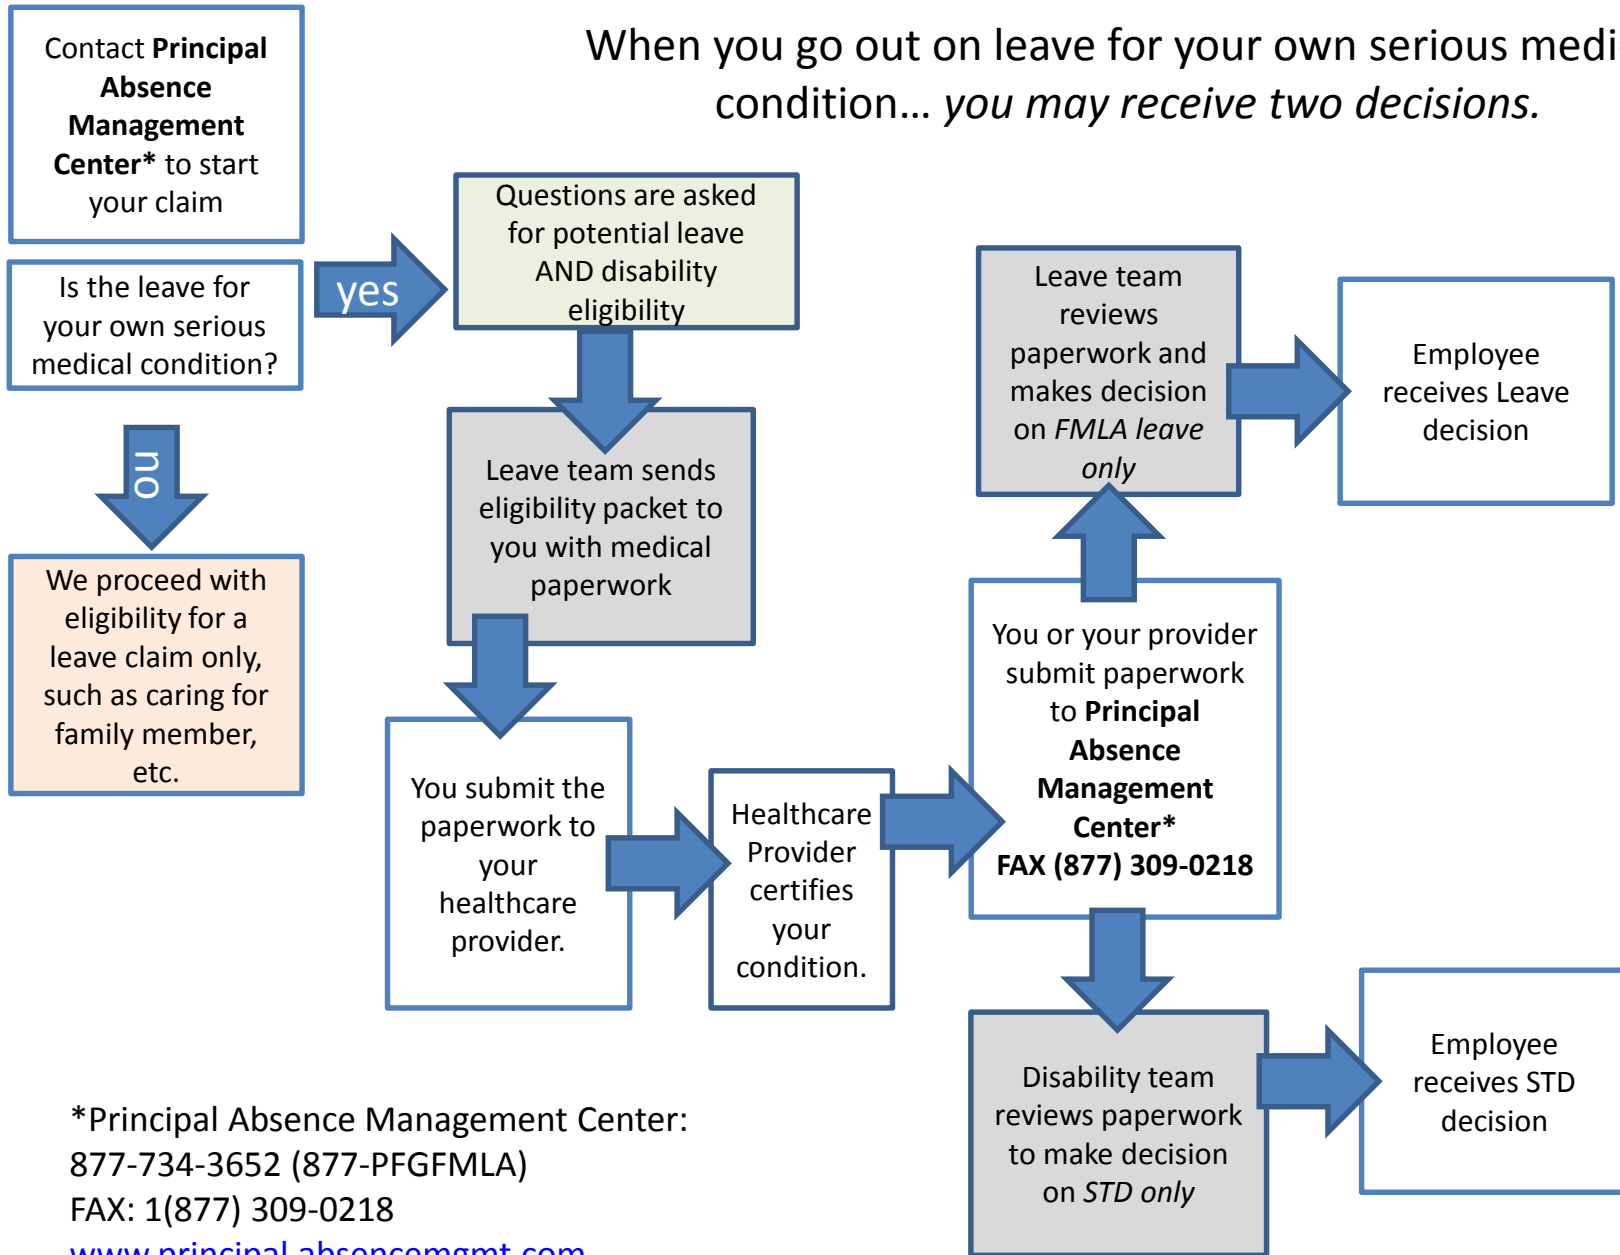 When you go out on leave for your own serious medi
condition… you may receive two decisions.
Contact Principal
Absence
Management
Center* to start
your claim
Is the leave for
your own serious
medical condition?
yes
no
We proceed with
eligibility for a
leave claim only,
such as caring for
family member,
etc.
Questions are asked
for potential leave
AND disability
eligibility
Leave team sends
eligibility packet to
you with medical
paperwork
You submit the
paperwork to
your
healthcare
provider.
Healthcare
Provider
certifies
your
condition.
You or your provider
submit paperwork
to Principal
Absence
Management
Center*
FAX (877) 309-0218
Leave team
reviews
paperwork and
makes decision
on FMLA leave
only
Employee
receives Leave
decision
Disability team
reviews paperwork
to make decision
on STD only
Employee
receives STD
decision
*Principal Absence Management Center:
877-734-3652 (877-PFGFMLA)
FAX: 1(877) 309-0218
www.principal.absencemgmt.com